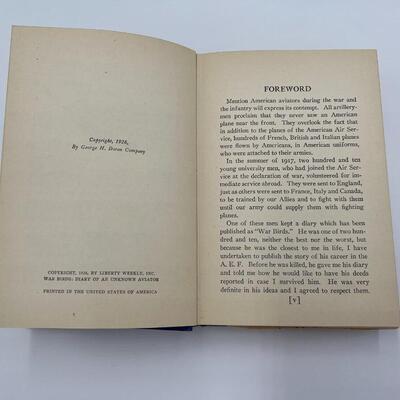 Copyright, 1926,
By George H. Doran Company
COPYRIGHT, 1926, BY LIBERTY WEEKLY, INC.
WAR BIRDS: DIARY OF AN UNKNOWN AVIATOR
PRINTED IN THE UNITED STATES OF AMERICA
FOREWORD
Mention American aviators during the war and
the infantry will express its contempt. All artillery-
men proclaim that they never saw an American
plane near the front. They overlook the fact that
in addition to the planes of the American Air Ser-
vice, hundreds of French, British and Italian planes
were flown by Americans, in American uniforms,
who were attached to their armies.
In the summer of 1917, two hundred and ten
young university men, who had joined the Air Service
at the declaration of war, volunteered for im-
mediate service abroad. They were sent to England,
just as others were sent to France, Italy and Canada,
to be trained by our Allies and to fight with them
until our army could supply them with fighting
planes.
One of these men kept a diary which has been
published as "War Birds." He was one of two
hundred and ten, neither the best nor the worst, but
because he was the closest to me in life, I have
undertaken to publish the story of his career in the
A. E. F. Before he was killed, he gave me his diary
and told me how he would like to have his deeds
reported in case I survived him. He was very
definite in his ideas and I agreed to respect them.
[v]